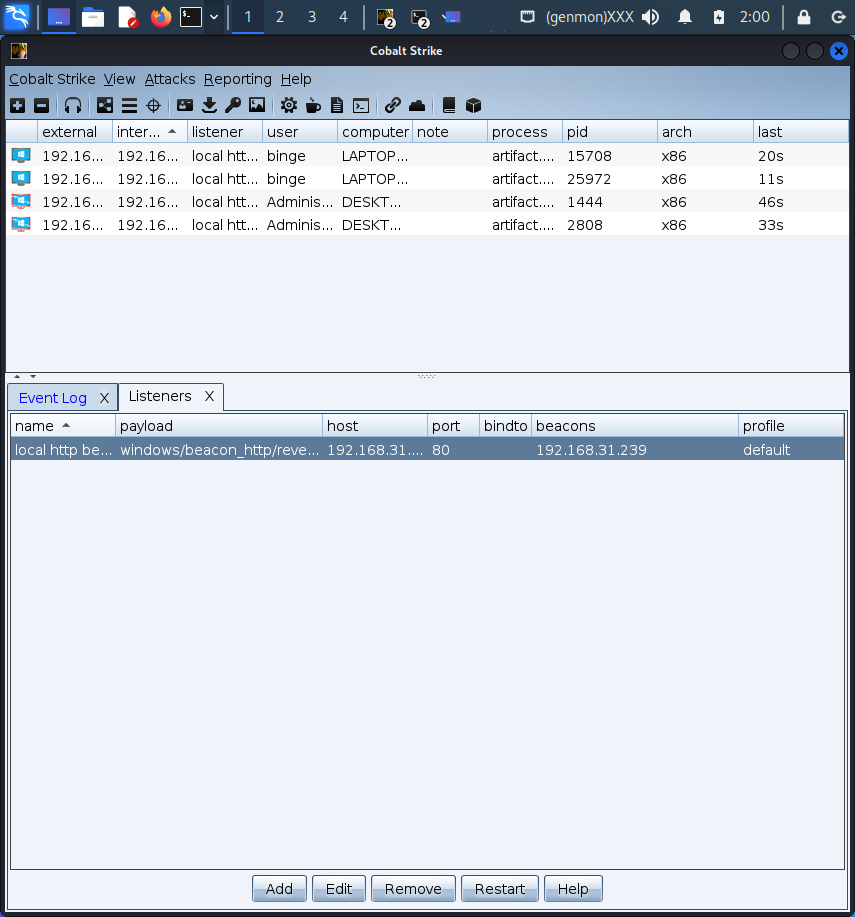 1 2 3 4 2 2 (genmon)XXX 2:00
Cobalt Strike
Cobalt Strike View Attacks Reporting Help
external inter... listener user computer note process pid arch last
192.16... 192.16... local htt... binge LAPTOP... artifact.... 15708 x86 20s
192.16... 192.16... local htt... binge LAPTOP... artifact.... 25972 x86 11s
192.16... 192.16... local htt... Adminis... DESKT... artifact.... 1444 x86 46s
192.16... 192.16... local htt... Adminis... DESKT... artifact.... 2808 x86 33s
Event Log X Listeners X
name payload host port bindto beacons profile
local http be... windows/beacon_http/reve... 192.168.31.... 80 192.168.31.239 default
Add Edit Remove Restart Help